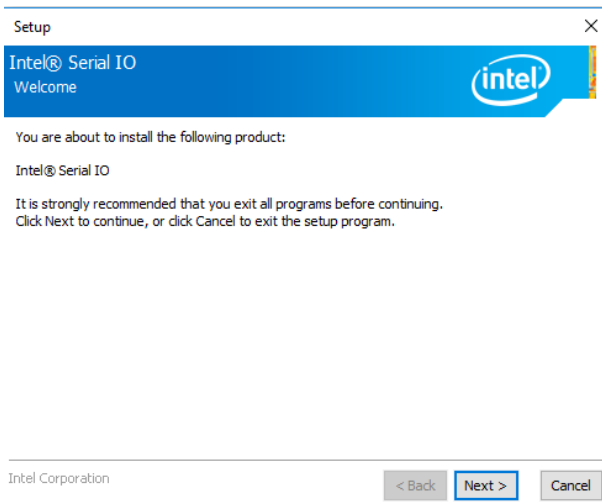 Setup
Intel® Serial IO
Welcome
intel
You are about to install the following product:
Intel® Serial IO
It is strongly recommended that you exit all programs before continuing.
Click Next to continue, or click Cancel to exit the setup program.
Intel Corporation
< Back Next > Cancel